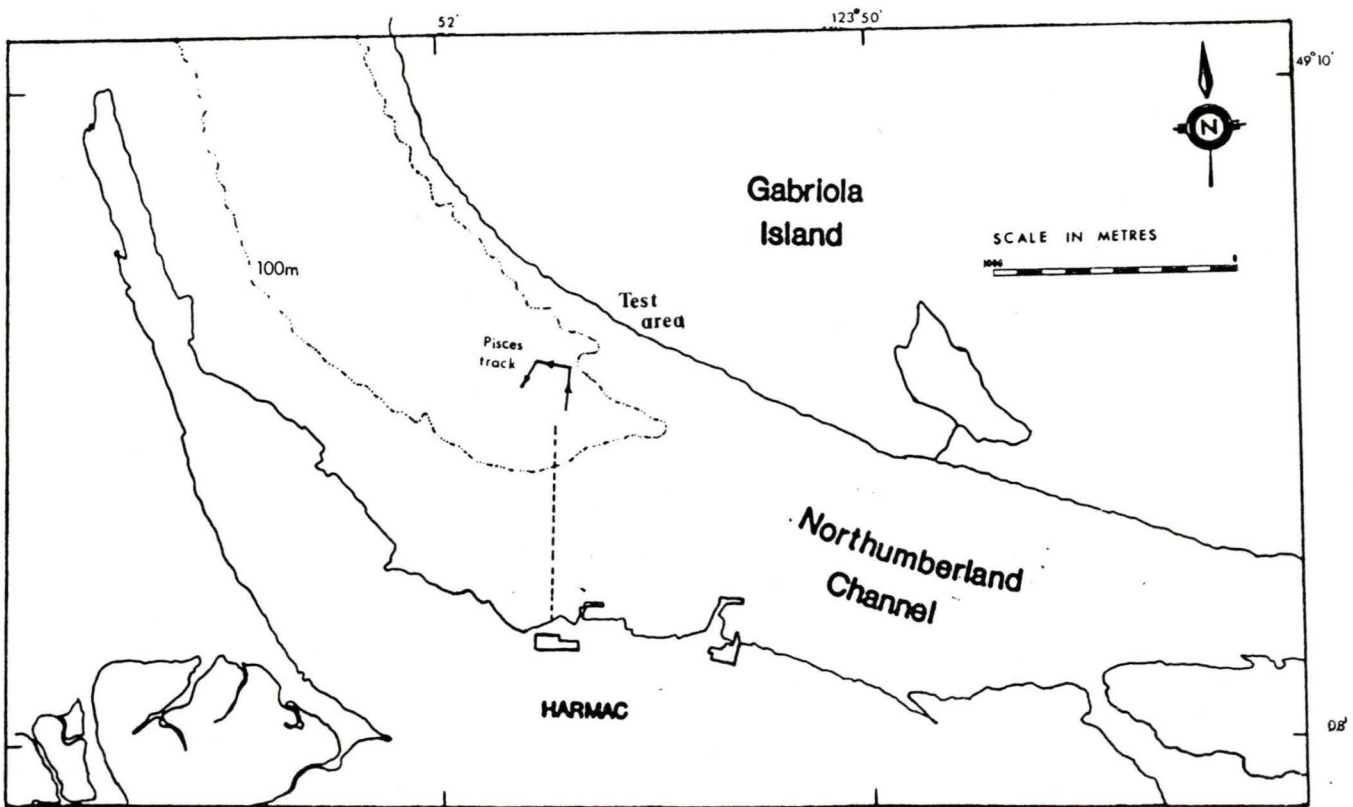 52'
123°50'
49°10'
N
Gabriola
Island
SCALE IN METRES
0
100m
Test
area
Pisces
track
Northumberland
Channel
HARMAC
08'